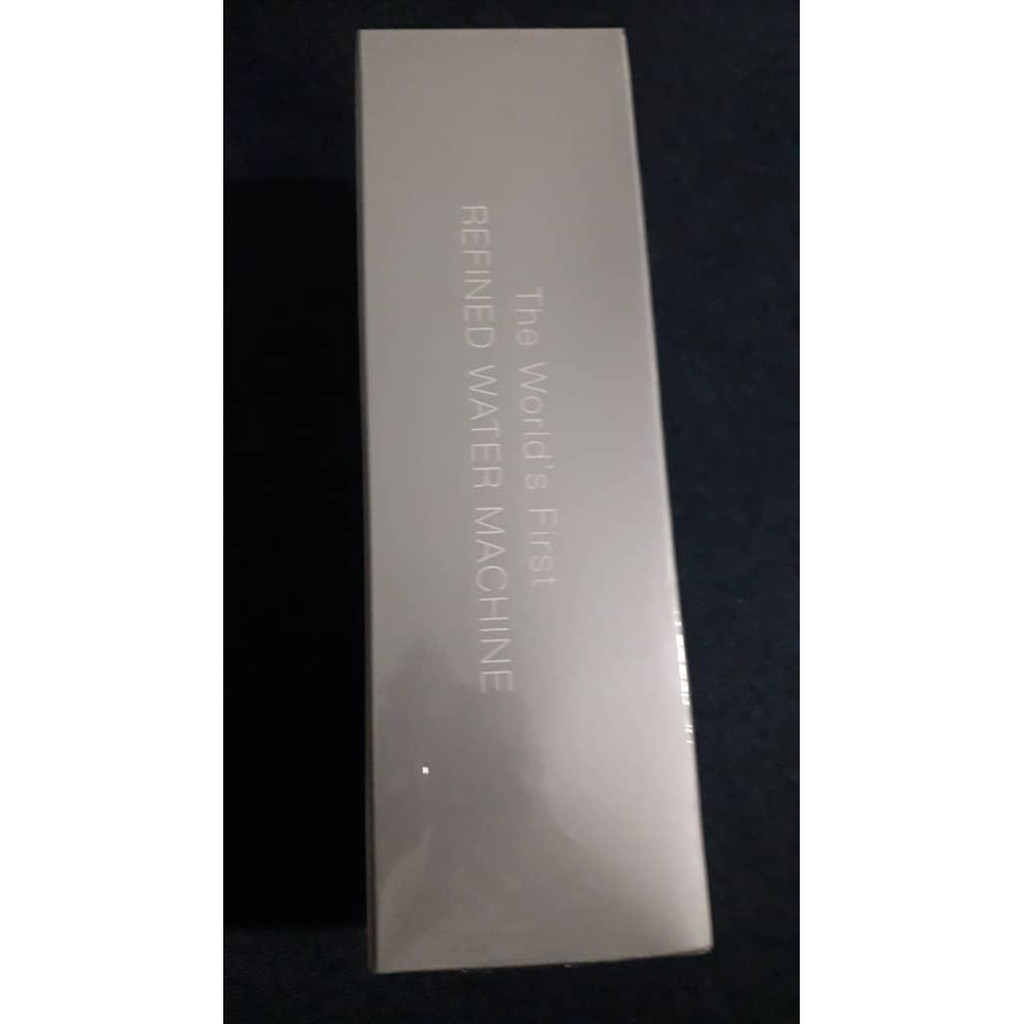 The World's First
REFINED WATER MACHINE